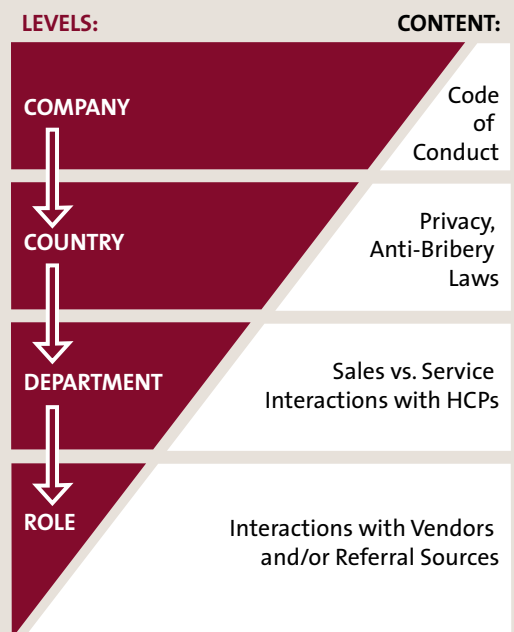 LEVELS:
CONTENT:
COMPANY
Code
of
Conduct
COUNTRY
Privacy,
Anti-Bribery
Laws
DEPARTMENT
Sales vs. Service
Interactions with HCPs
ROLE
Interactions with Vendors
and/or Referral Sources